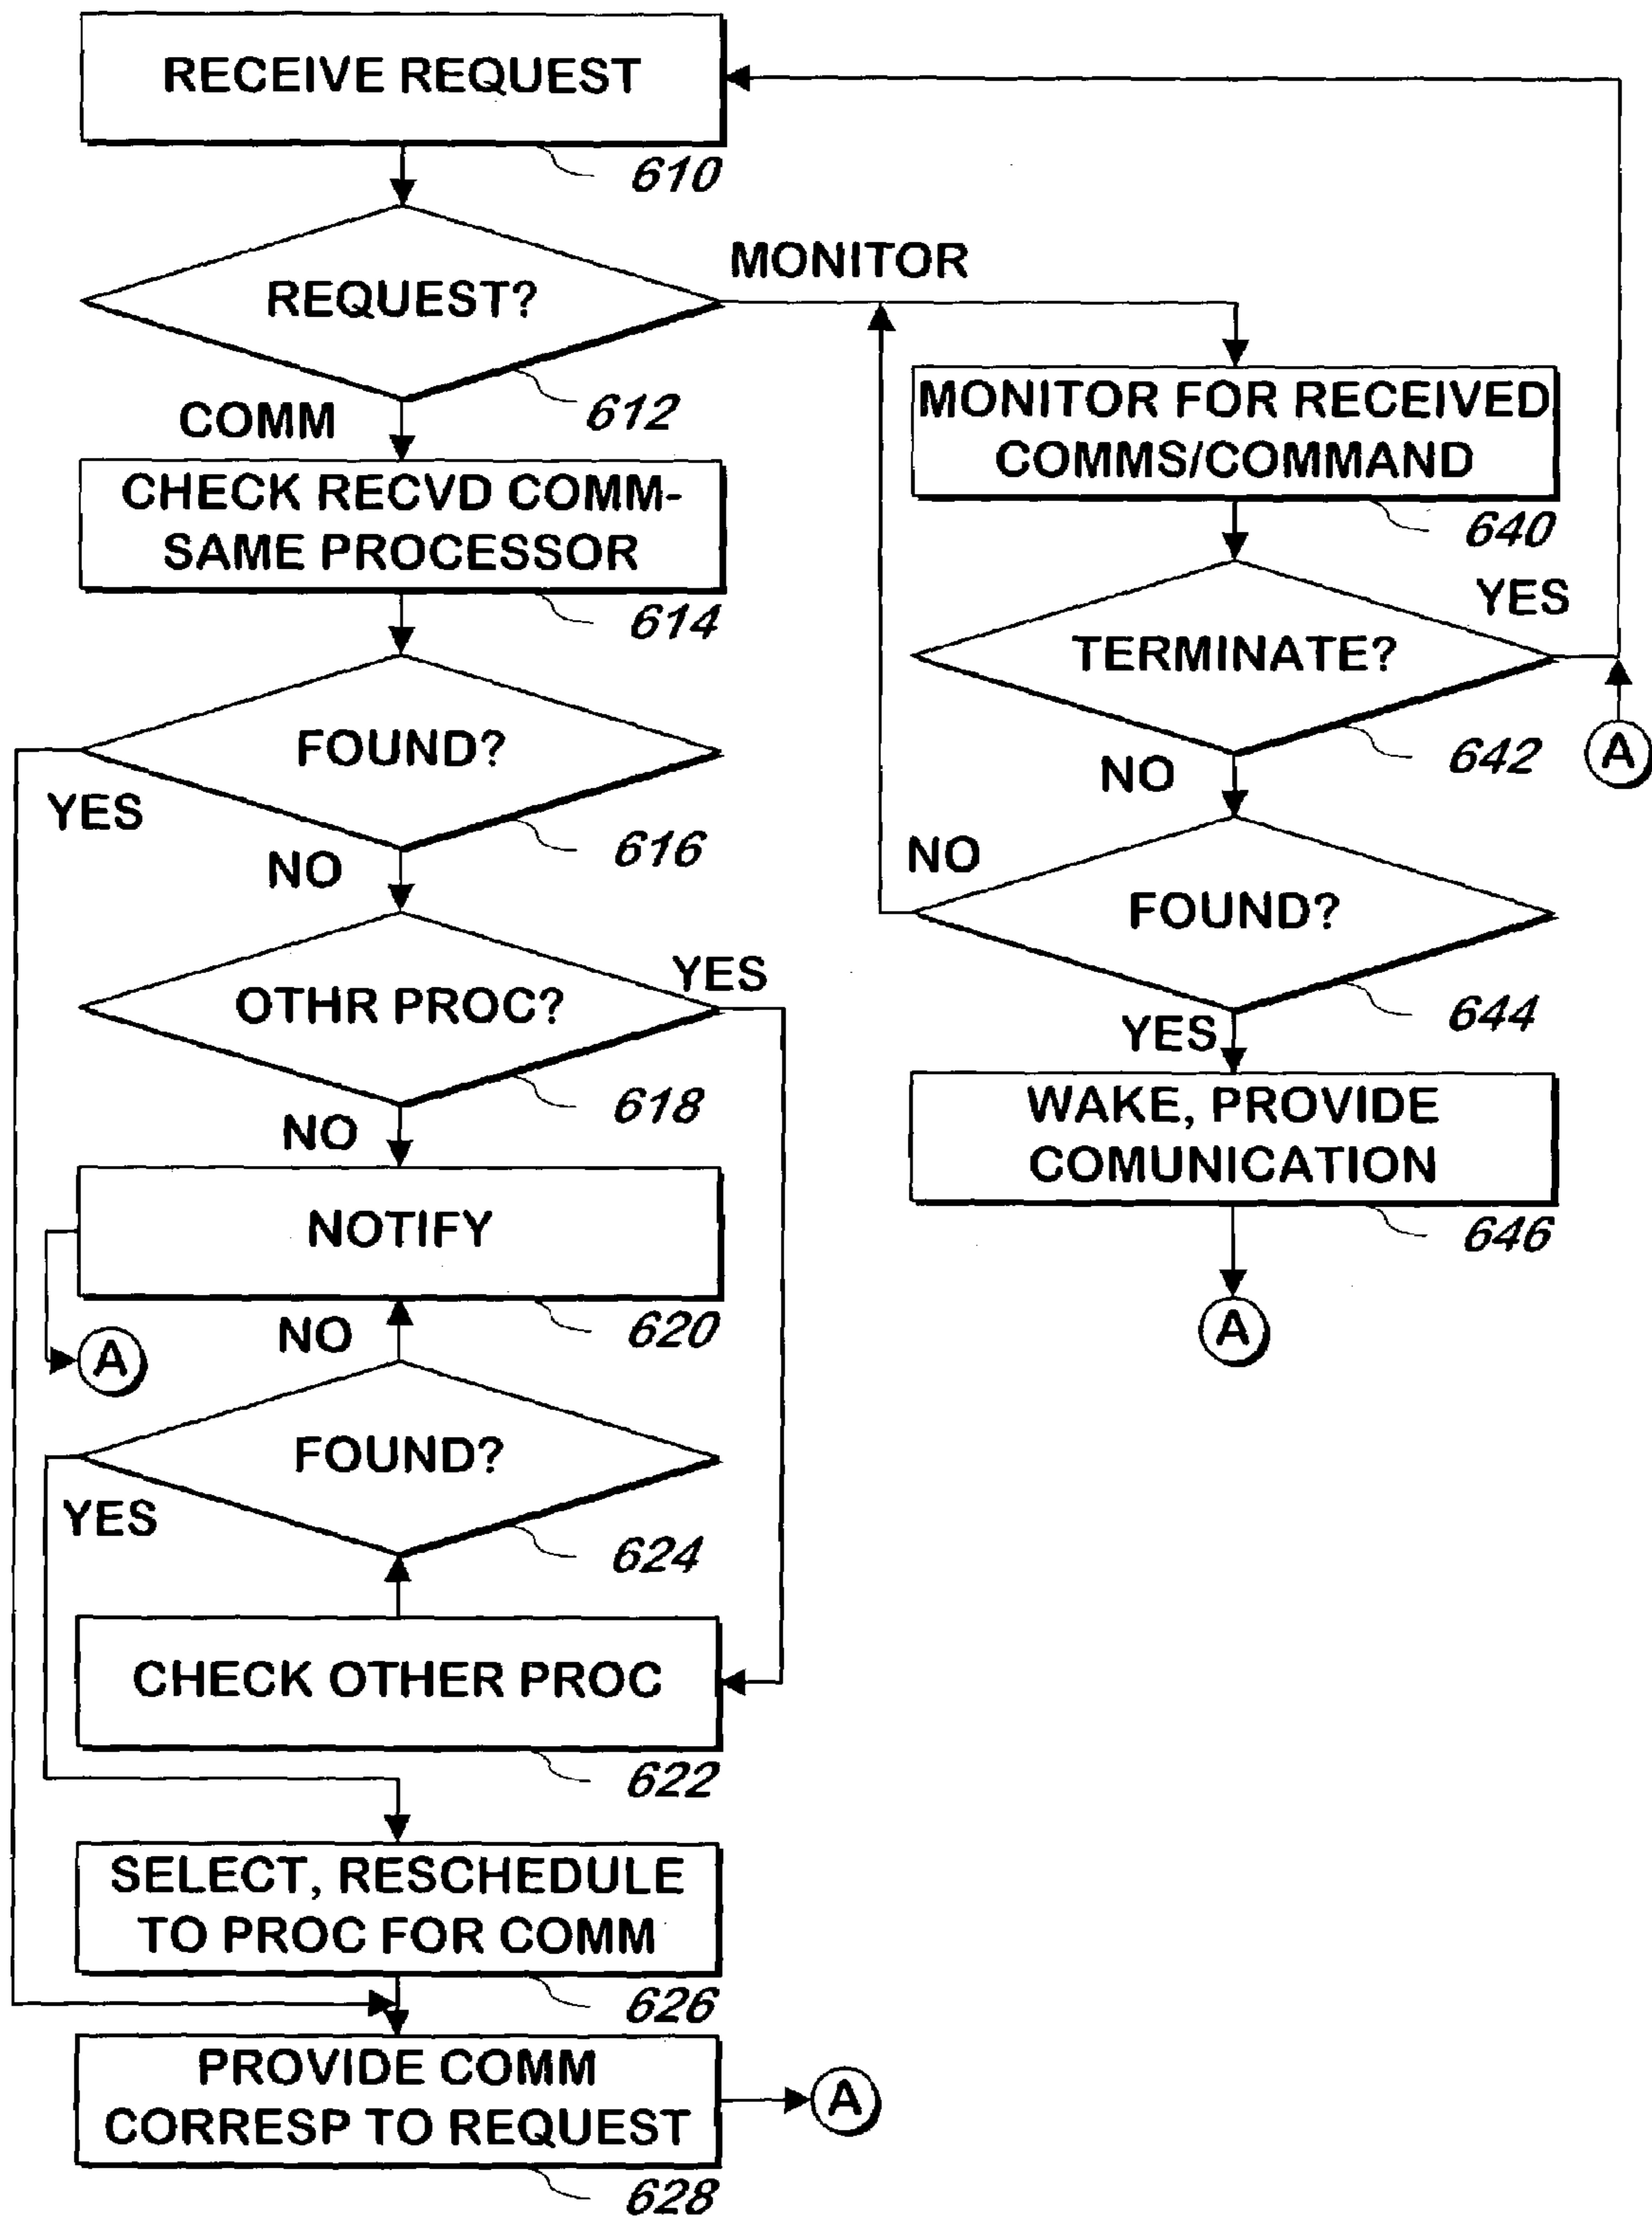 RECEIVE REQUEST
610
REQUEST?
MONITOR
612
COMM
CHECK RECVD COMM-
SAME PROCESSOR
614
FOUND?
YES
616
NO
OTHR PROC?
YES
618
NO
NOTIFY
620
A
NO
FOUND?
YES
624
CHECK OTHER PROC
622
SELECT, RESCHEDULE
TO PROC FOR COMM
626
PROVIDE COMM
CORRESP TO REQUEST
628
A
MONITOR FOR RECEIVED
COMMS/COMMAND
640
YES
TERMINATE?
642
A
NO
NO
FOUND?
644
YES
WAKE, PROVIDE
COMUNICATION
646
A